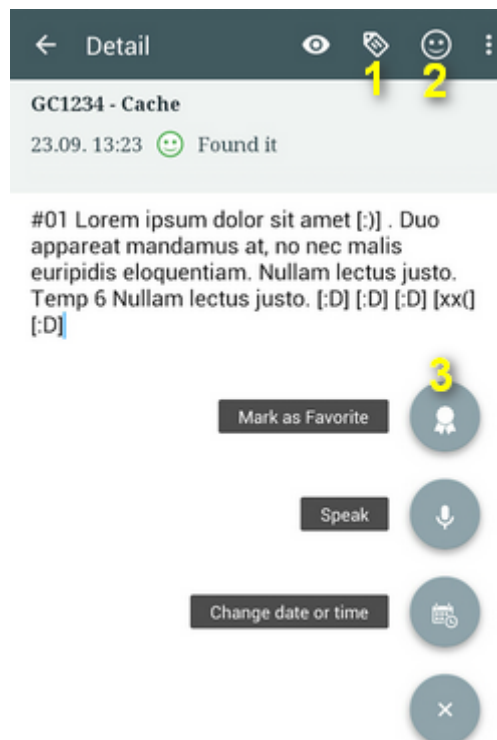 Detail
1 2
GC1234 - Cache
23.09. 13:23 Found it
#01 Lorem ipsum dolor sit amet [:)] . Duo
appareat mandamus at, no nec malis
euripidis eloquentiam. Nullam lectus justo.
Temp 6 Nullam lectus justo. [:D] [:D] [:D] [xx(]
[:D]
3
Mark as Favorite
Speak
Change date or time